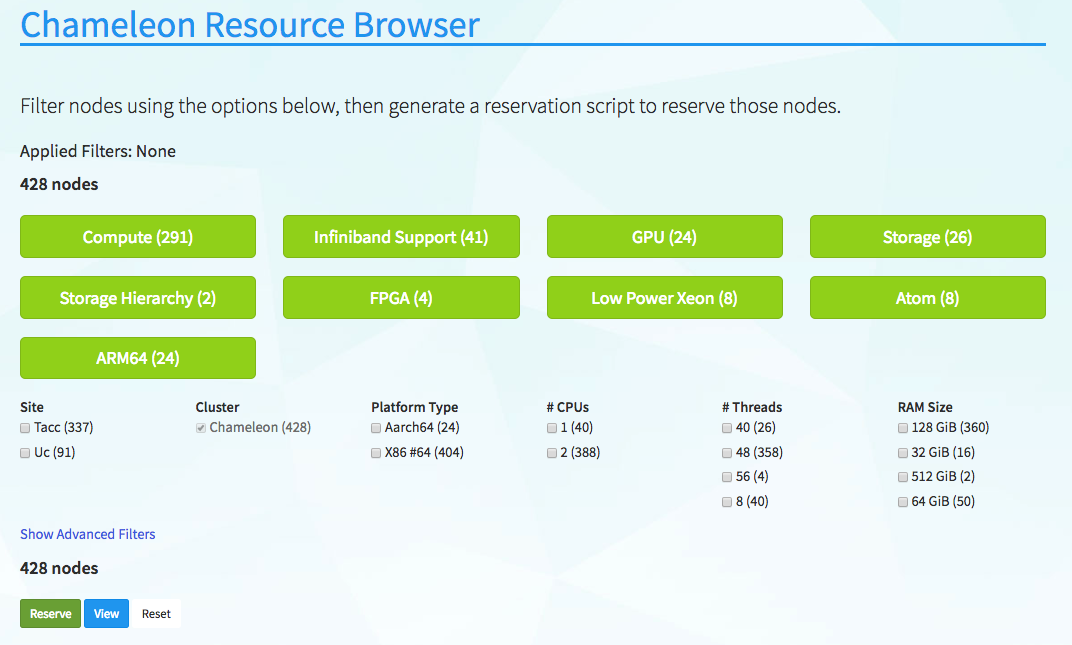 Chameleon Resource Browser
Filter nodes using the options below, then generate a reservation script to reserve those nodes.
Applied Filters: None
428 nodes
Compute (291) Infiniband Support (41) GPU (24) Storage (26)
Storage Hierarchy (2) FPGA (4) Low Power Xeon (8) Atom (8)
ARM64 (24)
Site Cluster Platform Type # CPUs # Threads RAM Size
Tacc (337) Chameleon (428) Aarch64 (24) 1 (40) 40 (26) 128 GiB (360)
Uc (91) X86 #64 (404) 2 (388) 48 (358) 32 GiB (16)
56 (4) 512 GiB (2)
8 (40) 64 GiB (50)
Show Advanced Filters
428 nodes
Reserve View Reset